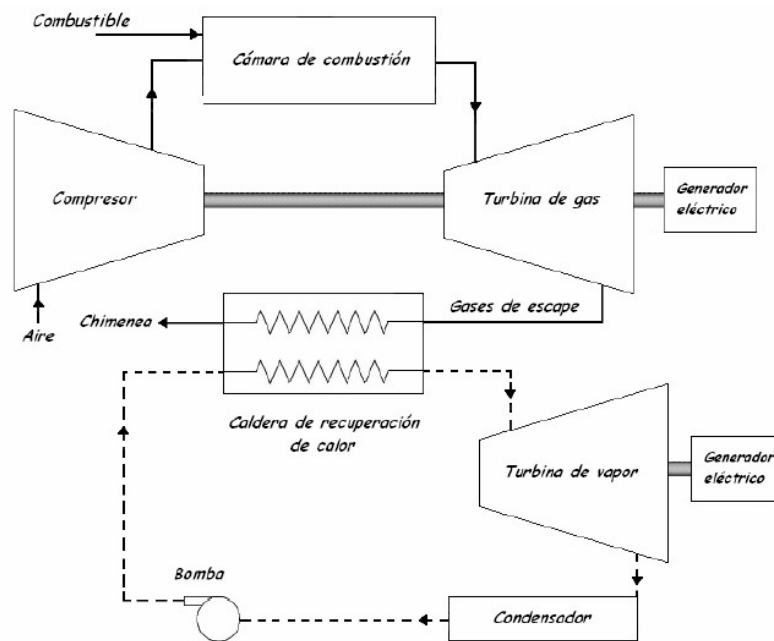 Combustible
Cámara de combustión
Compresor
Turbina de gas
Generador
eléctrico
Gases de escape
Chimenea
Aire
Caldera de recuperación
de calor
Turbina de vapor
Generador
eléctrico
Bomba
Condensador